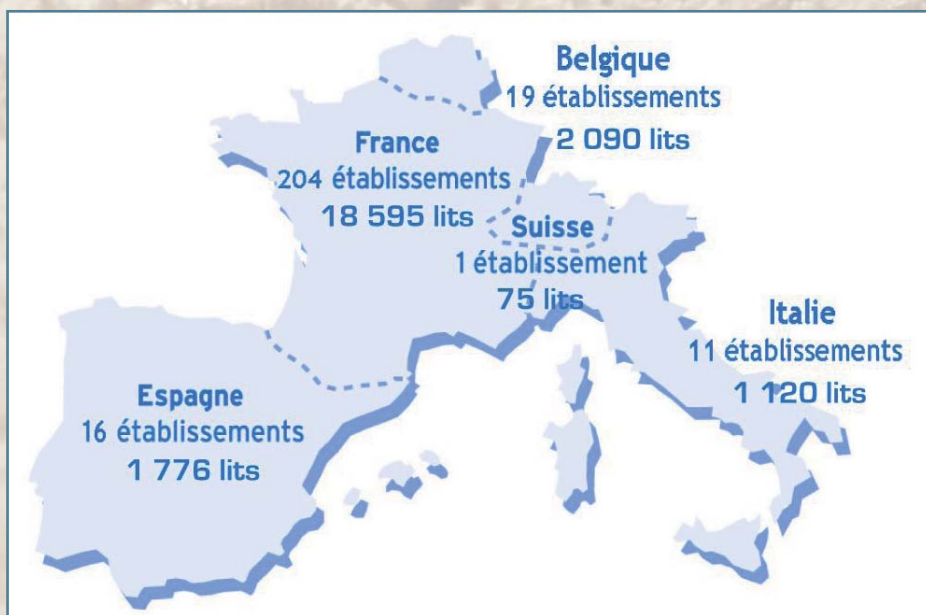 Belgique
19 établissements
2 090 lits
France
204 établissements
18 595 lits
Suisse
1 établissement
75 lits
Italie
11 établissements
1 120 lits
Espagne
16 établissements
1 776 lits